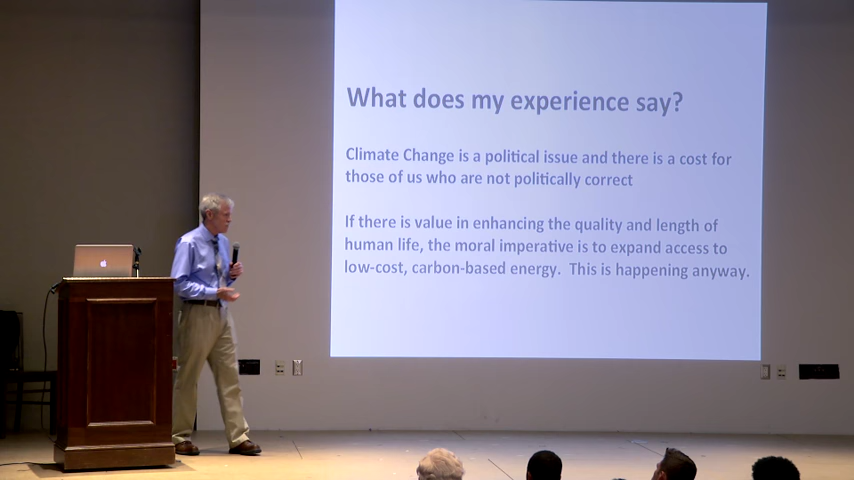 What does my experience say?
Climate Change is a political issue and there is a cost for
those of us who are not politically correct
If there is value in enhancing the quality and length of
human life, the moral imperative is to expand access to
low-cost, carbon-based energy.  This is happening anyway.